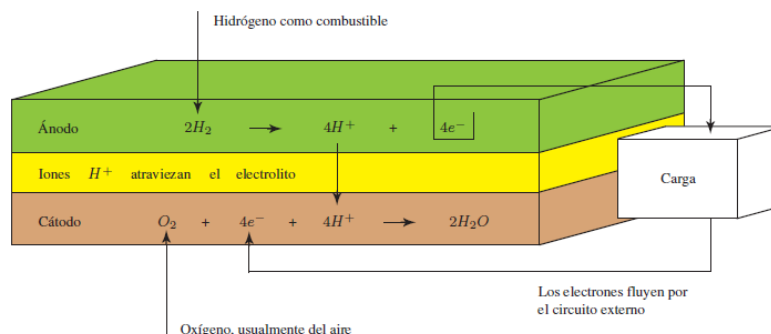 Hidrógeno como combustible
Ánodo 2H₂ ⟶ 4H⁺ + 4e⁻
Iones H⁺ atraviezan el electrolito
Carga
Cátodo O₂ + 4e⁻ + 4H⁺ ⟶ 2H₂O
Los electrones fluyen por
el circuito externo
Oxígeno, usualmente del aire